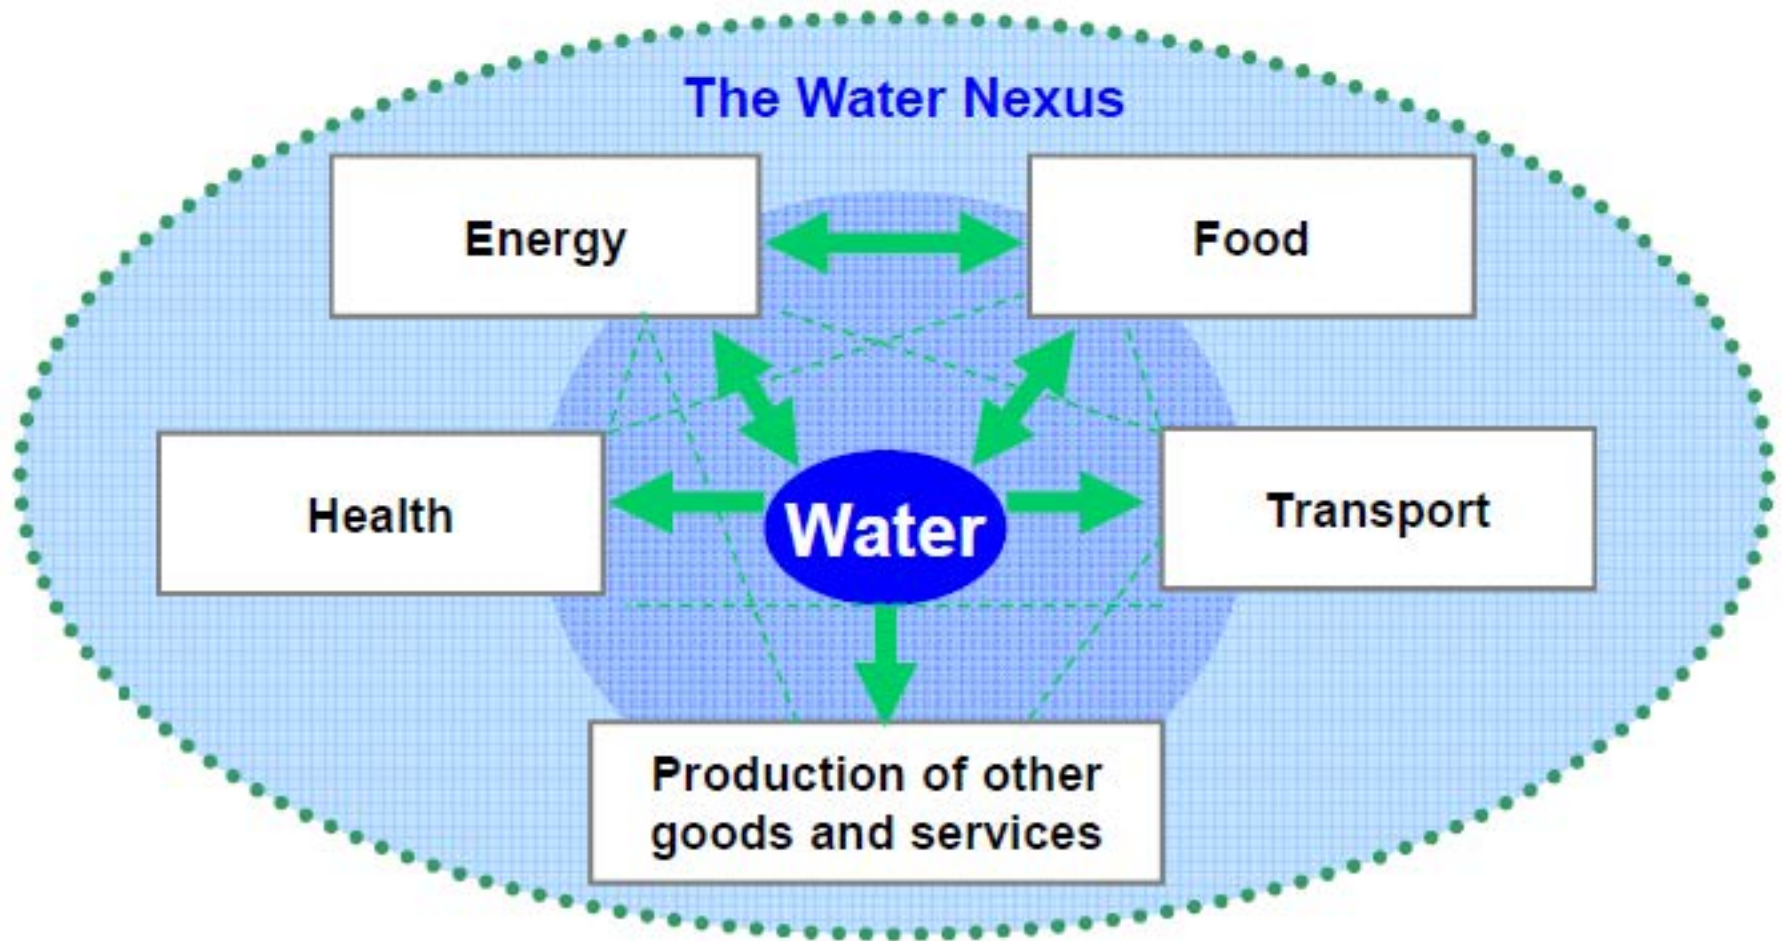 The Water Nexus
Energy
Food
Health
Water
Transport
Production of other
goods and services